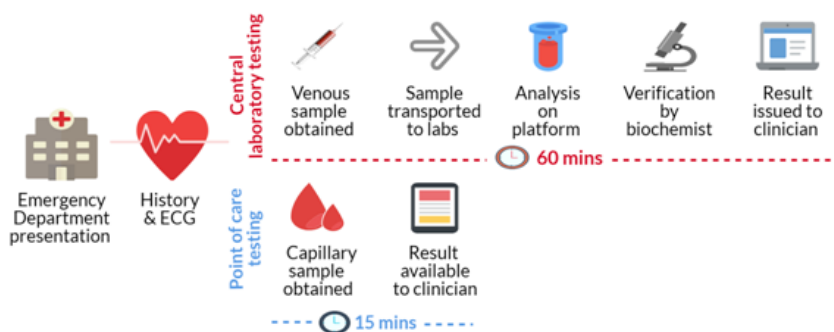 Emergency
Department
presentation
History
& ECG
Central
laboratory testing
Venous
sample
obtained
Sample
transported
to labs
Analysis
on
platform
Verification
by
biochemist
Result
issued to
clinician
60 mins
Point of care
testing
Capillary
sample
obtained
Result
available
to clinician
15 mins